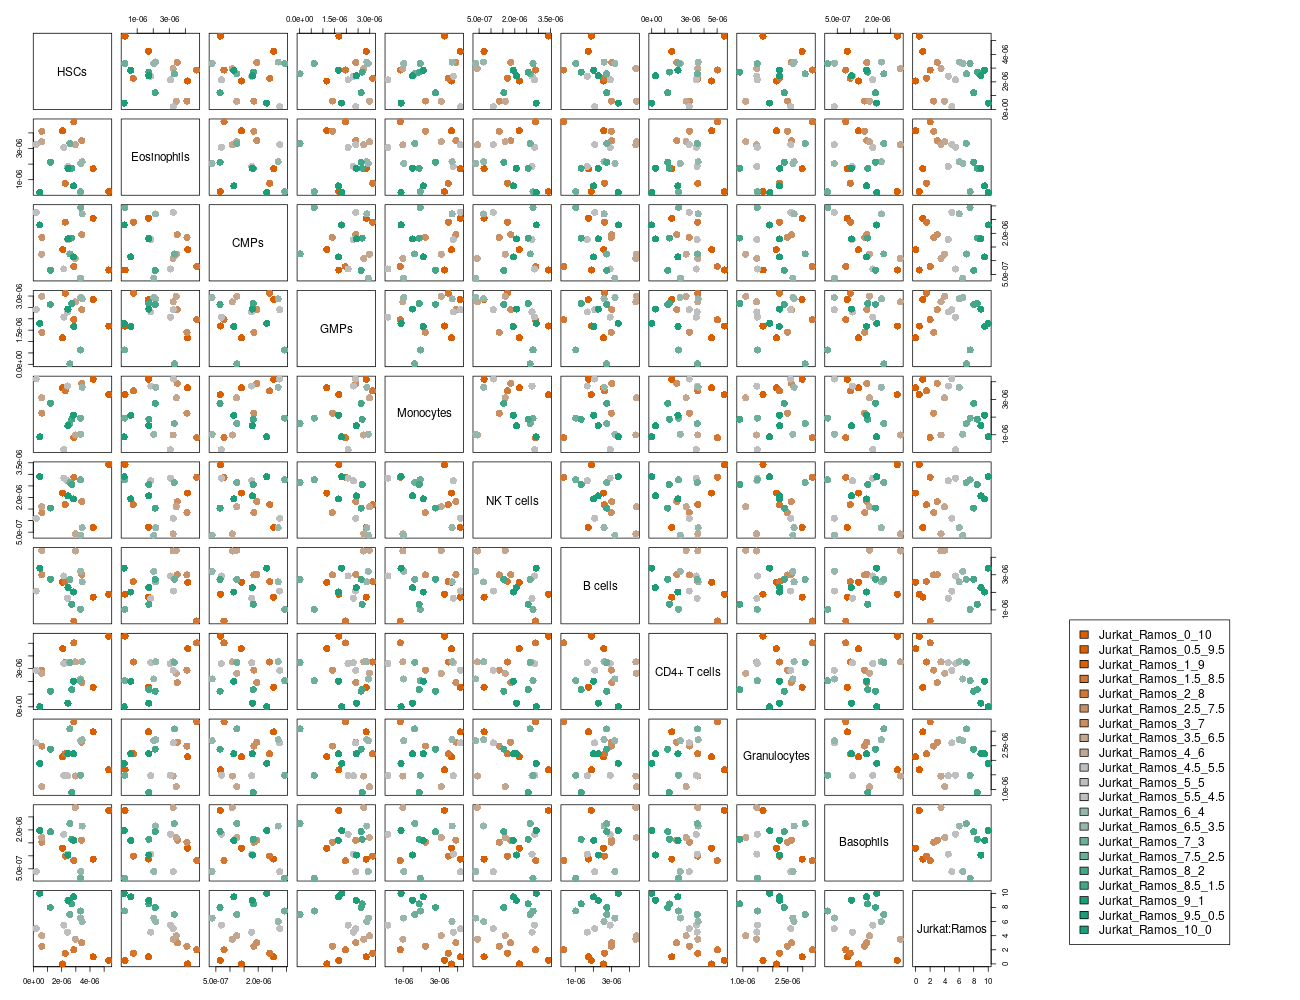 1e-06 3e-06 0.0e+00 1.5e-06 3.0e-06 5.0e-07 2.0e-06 3.5e-06 0e+00 3e-06 5e-06 5.0e-07 2.0e-06
HSCs
0e+00 2e-06 4e-06
1e-06 3e-06
Eosinophils
CMPs
5.0e-07 2.0e-06
0.0e+00 1.5e-06 3.0e-06
GMPs
Monocytes
1e-06 3e-06
5.0e-07 2.0e-06 3.5e-06
NK T cells
B cells
1e-06 3e-06
0e+00 3e-06
CD4+ T cells
Granulocytes
1.0e-06 2.5e-06
5.0e-07 2.0e-06
Basophils
Jurkat:Ramos
0 2 4 6 8 10
0e+00 2e-06 4e-06 5.0e-07 2.0e-06 1e-06 3e-06 1e-06 3e-06 1.0e-06 2.5e-06 0 2 4 6 8 10
Jurkat_Ramos_0_10
Jurkat_Ramos_0.5_9.5
Jurkat_Ramos_1_9
Jurkat_Ramos_1.5_8.5
Jurkat_Ramos_2_8
Jurkat_Ramos_2.5_7.5
Jurkat_Ramos_3_7
Jurkat_Ramos_3.5_6.5
Jurkat_Ramos_4_6
Jurkat_Ramos_4.5_5.5
Jurkat_Ramos_5_5
Jurkat_Ramos_5.5_4.5
Jurkat_Ramos_6_4
Jurkat_Ramos_6.5_3.5
Jurkat_Ramos_7_3
Jurkat_Ramos_7.5_2.5
Jurkat_Ramos_8_2
Jurkat_Ramos_8.5_1.5
Jurkat_Ramos_9_1
Jurkat_Ramos_9.5_0.5
Jurkat_Ramos_10_0